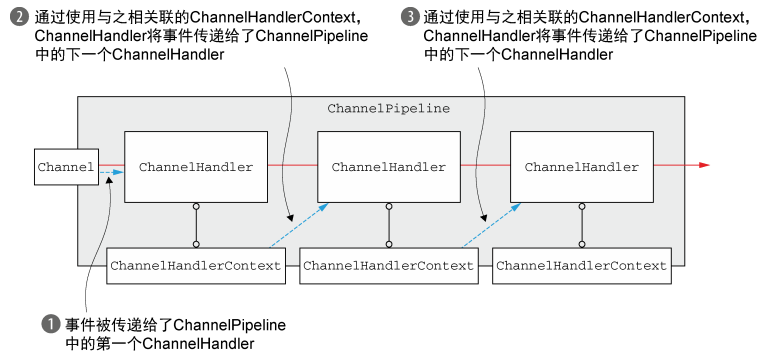 2 通过使用与之相关联的ChannelHandlerContext，
ChannelHandler将事件传递给了ChannelPipeline
中的下一个ChannelHandler
3 通过使用与之相关联的ChannelHandlerContext，
ChannelHandler将事件传递给了ChannelPipeline
中的下一个ChannelHandler
ChannelPipeline
Channel
ChannelHandler
ChannelHandler
ChannelHandler
ChannelHandlerContext
ChannelHandlerContext
ChannelHandlerContext
1 事件被传递给了ChannelPipeline
中的第一个ChannelHandler